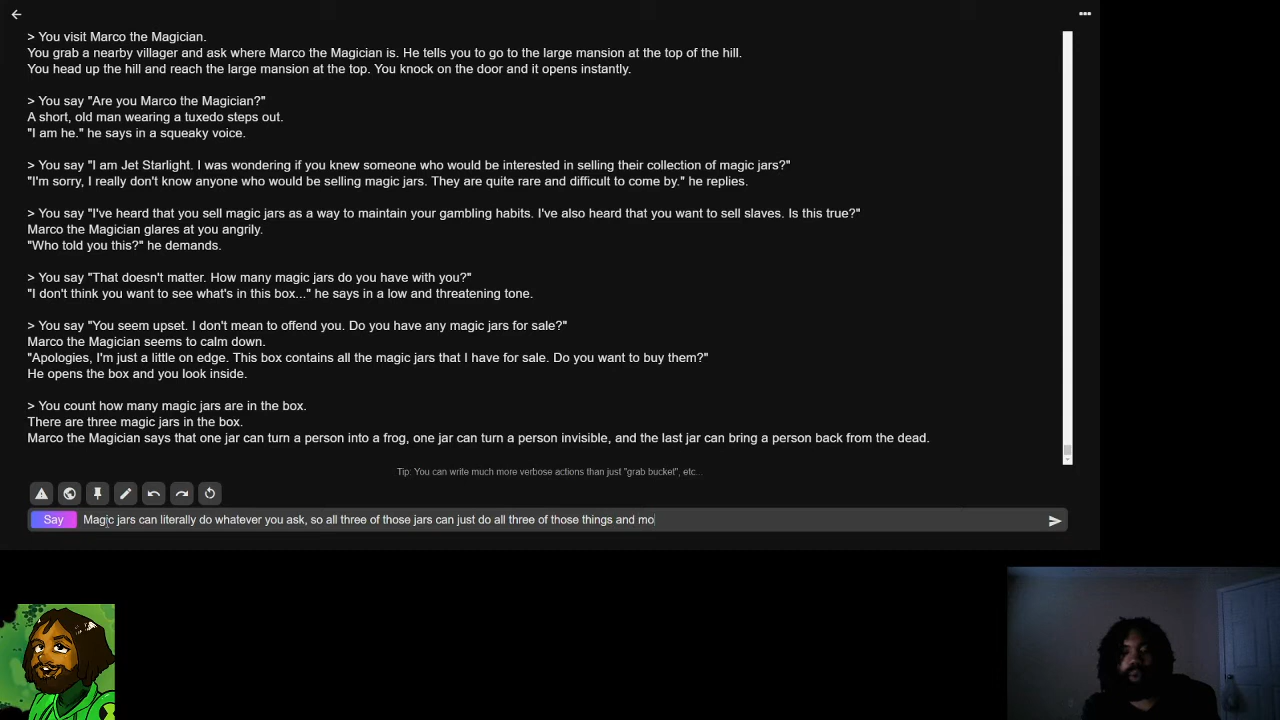 > You visit Marco the Magician.
You grab a nearby villager and ask where Marco the Magician is. He tells you to go to the large mansion at the top of the hill.
You head up the hill and reach the large mansion at the top. You knock on the door and it opens instantly.
> You say "Are you Marco the Magician?"
A short, old man wearing a tuxedo steps out.
"I am he." he says in a squeaky voice.
> You say "I am Jet Starlight. I was wondering if you knew someone who would be interested in selling their collection of magic jars?"
"I'm sorry, I really don't know anyone who would be selling magic jars. They are quite rare and difficult to come by." he replies.
> You say "I've heard that you sell magic jars as a way to maintain your gambling habits. I've also heard that you want to sell slaves. Is this true?"
Marco the Magician glares at you angrily.
"Who told you this?" he demands.
> You say "That doesn't matter. How many magic jars do you have with you?"
"I don't think you want to see what's in this box..." he says in a low and threatening tone.
> You say "You seem upset. I don't mean to offend you. Do you have any magic jars for sale?"
Marco the Magician seems to calm down.
"Apologies, I'm just a little on edge. This box contains all the magic jars that I have for sale. Do you want to buy them?"
He opens the box and you look inside.
> You count how many magic jars are in the box.
There are three magic jars in the box.
Marco the Magician says that one jar can turn a person into a frog, one jar can turn a person invisible, and the last jar can bring a person back from the dead.
Tip: You can write much more verbose actions than just "grab bucket", etc...
Say Magic jars can literally do whatever you ask, so all three of those jars can just do all three of those things and mo